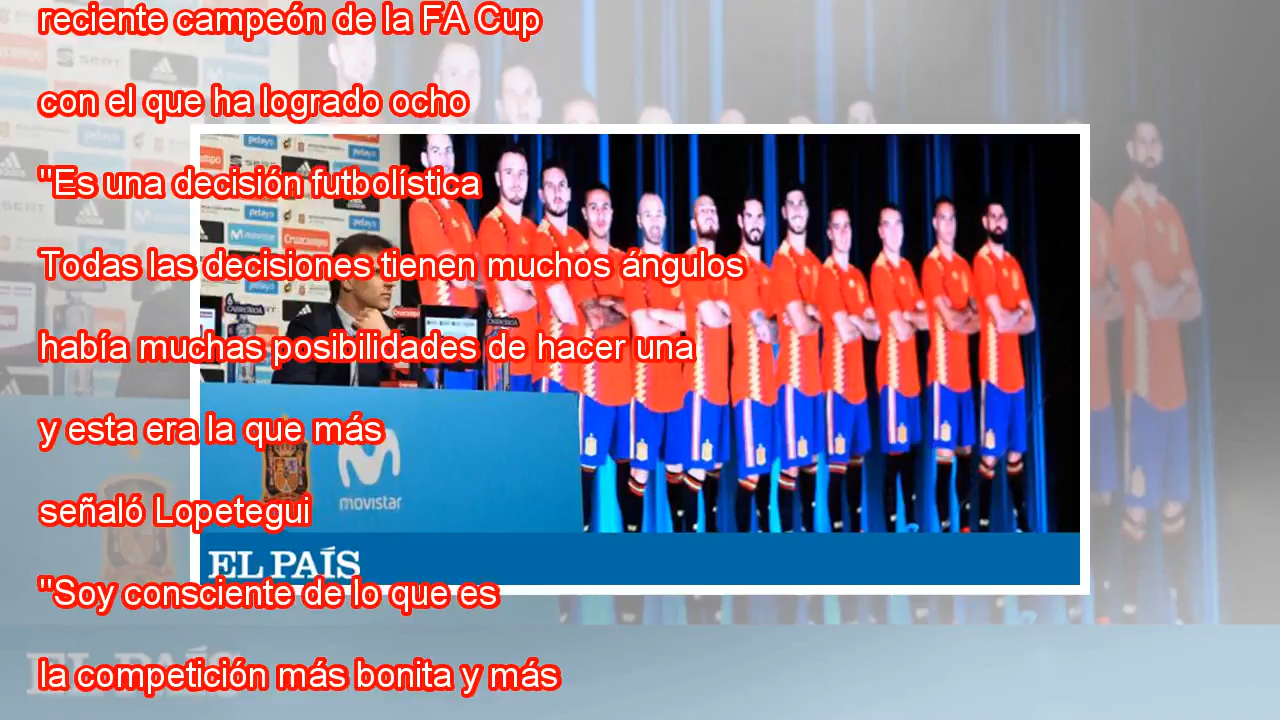 reciente campeón de la FA Cup
con el que ha logrado ocho
"Es una decisión futbolística
Todas las decisiones tienen muchos ángulos
había muchas posibilidades de hacer una
y esta era la que más
señaló Lopetegui
"Soy consciente de lo que es
la competición más bonita y más
pelayo
Cruzcampo
movistar
EL PAÍS